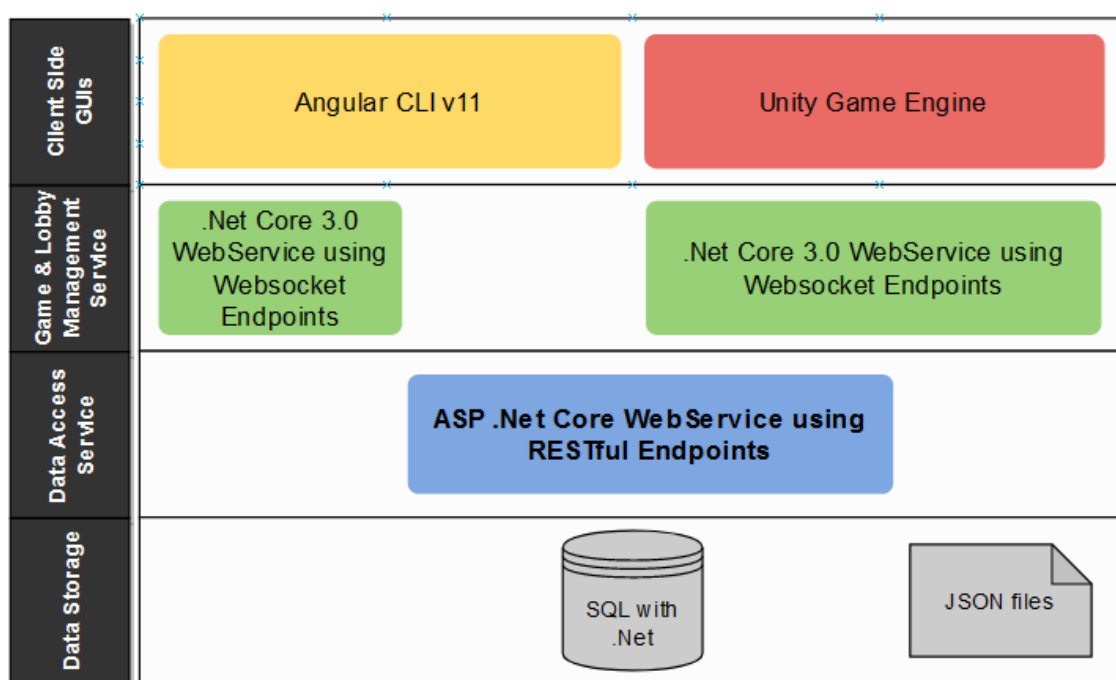 Client Side
GUIs
Angular CLI v11
Unity Game Engine
Game & Lobby
Management
Service
.Net Core 3.0
WebService using
Websocket
Endpoints
.Net Core 3.0 WebService using
Websocket Endpoints
Data Access
Service
ASP .Net Core WebService using
RESTful Endpoints
Data Storage
SQL with
.Net
JSON files